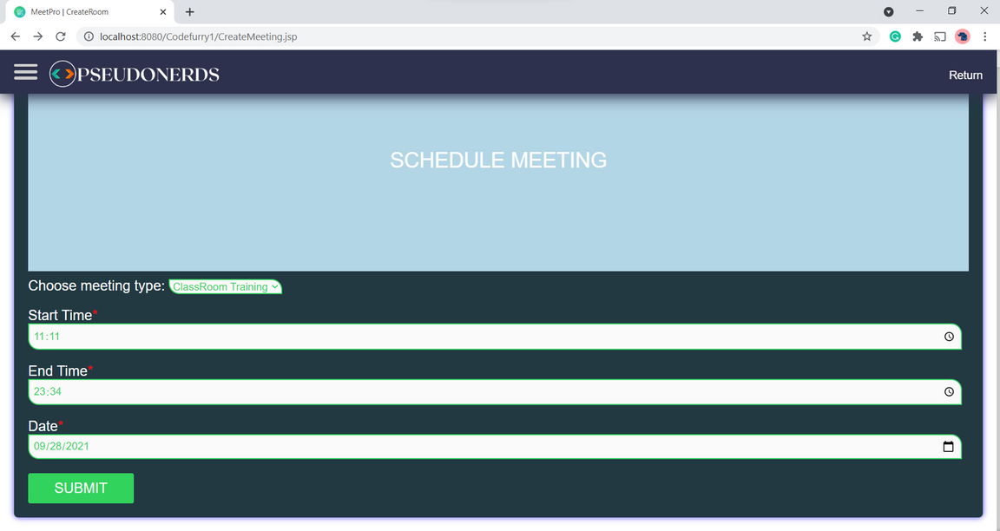 MeetPro | CreateRoom
localhost:8080/Codefurry1/CreateMeeting.jsp
<>PSEUDONERDS
Return
SCHEDULE MEETING
Choose meeting type: ClassRoom Training
Start Time*
11:11
End Time*
23:34
Date*
09/28/2021
SUBMIT